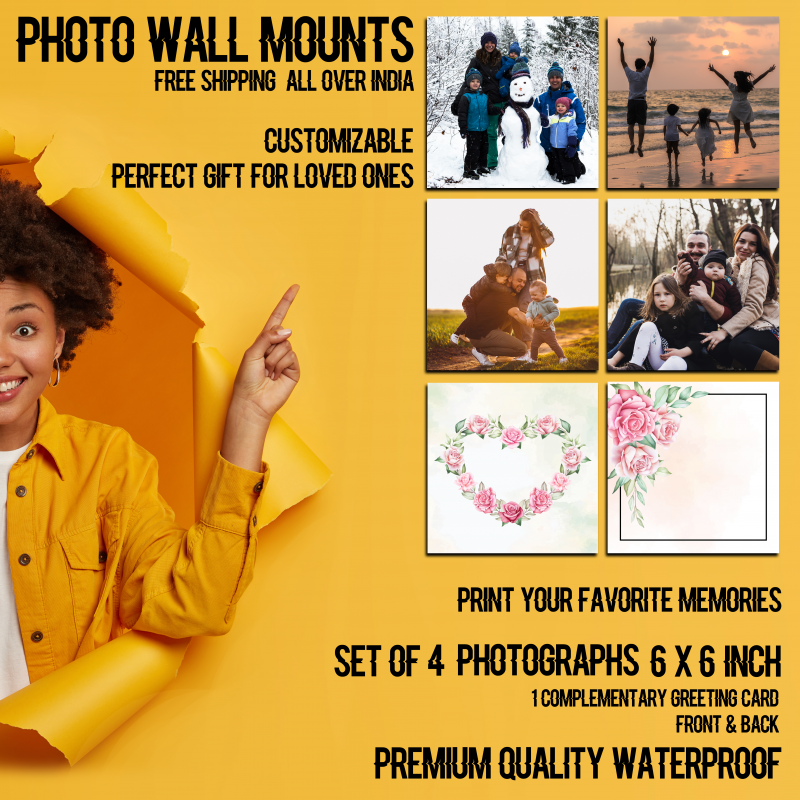 PHOTO WALL MOUNTS
FREE SHIPPING ALL OVER INDIA
CUSTOMIZABLE
PERFECT GIFT FOR LOVED ONES
PRINT YOUR FAVORITE MEMORIES
SET OF 4 PHOTOGRAPHS 6 X 6 INCH
1 COMPLEMENTARY GREETING CARD
FRONT & BACK
PREMIUM QUALITY WATERPROOF